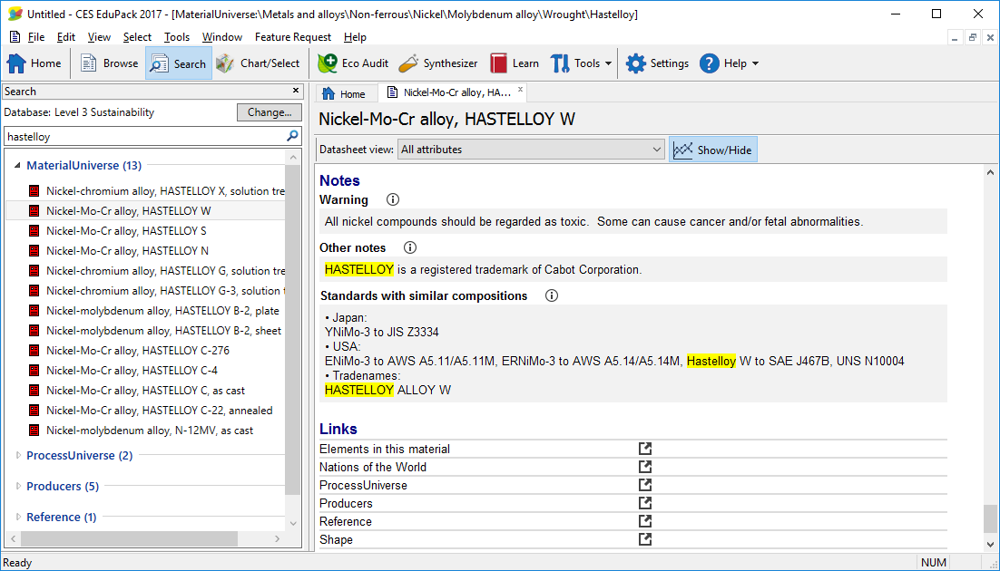 Untitled - CES EduPack 2017 - [MaterialUniverse:\Metals and alloys\Non-ferrous\Nickel\Molybdenum alloy\Wrought\Hastelloy]
File Edit View Select Tools Window Feature Request Help
Home Browse Search Chart/Select Eco Audit Synthesizer Learn Tools Settings Help
Search
Database: Level 3 Sustainability Change...
hastelloy
MaterialUniverse (13)
Nickel-chromium alloy, HASTELLOY X, solution tre
Nickel-Mo-Cr alloy, HASTELLOY W
Nickel-Mo-Cr alloy, HASTELLOY S
Nickel-Mo-Cr alloy, HASTELLOY N
Nickel-chromium alloy, HASTELLOY G, solution tre
Nickel-chromium alloy, HASTELLOY G-3, solution t
Nickel-molybdenum alloy, HASTELLOY B-2, plate
Nickel-molybdenum alloy, HASTELLOY B-2, sheet
Nickel-Mo-Cr alloy, HASTELLOY C-276
Nickel-Mo-Cr alloy, HASTELLOY C-4
Nickel-Mo-Cr alloy, HASTELLOY C, as cast
Nickel-Mo-Cr alloy, HASTELLOY C-22, annealed
Nickel-molybdenum alloy, N-12MV, as cast
ProcessUniverse (2)
Producers (5)
Reference (1)
Home Nickel-Mo-Cr alloy, HA...
Nickel-Mo-Cr alloy, HASTELLOY W
Datasheet view: All attributes Show/Hide
Notes
Warning
All nickel compounds should be regarded as toxic. Some can cause cancer and/or fetal abnormalities.
Other notes
HASTELLOY is a registered trademark of Cabot Corporation.
Standards with similar compositions
• Japan:
YNiMo-3 to JIS Z3334
• USA:
ENiMo-3 to AWS A5.11/A5.11M, ERNiMo-3 to AWS A5.14/A5.14M, Hastelloy W to SAE J467B, UNS N10004
• Tradenames:
HASTELLOY ALLOY W
Links
Elements in this material
Nations of the World
ProcessUniverse
Producers
Reference
Shape
Ready NUM